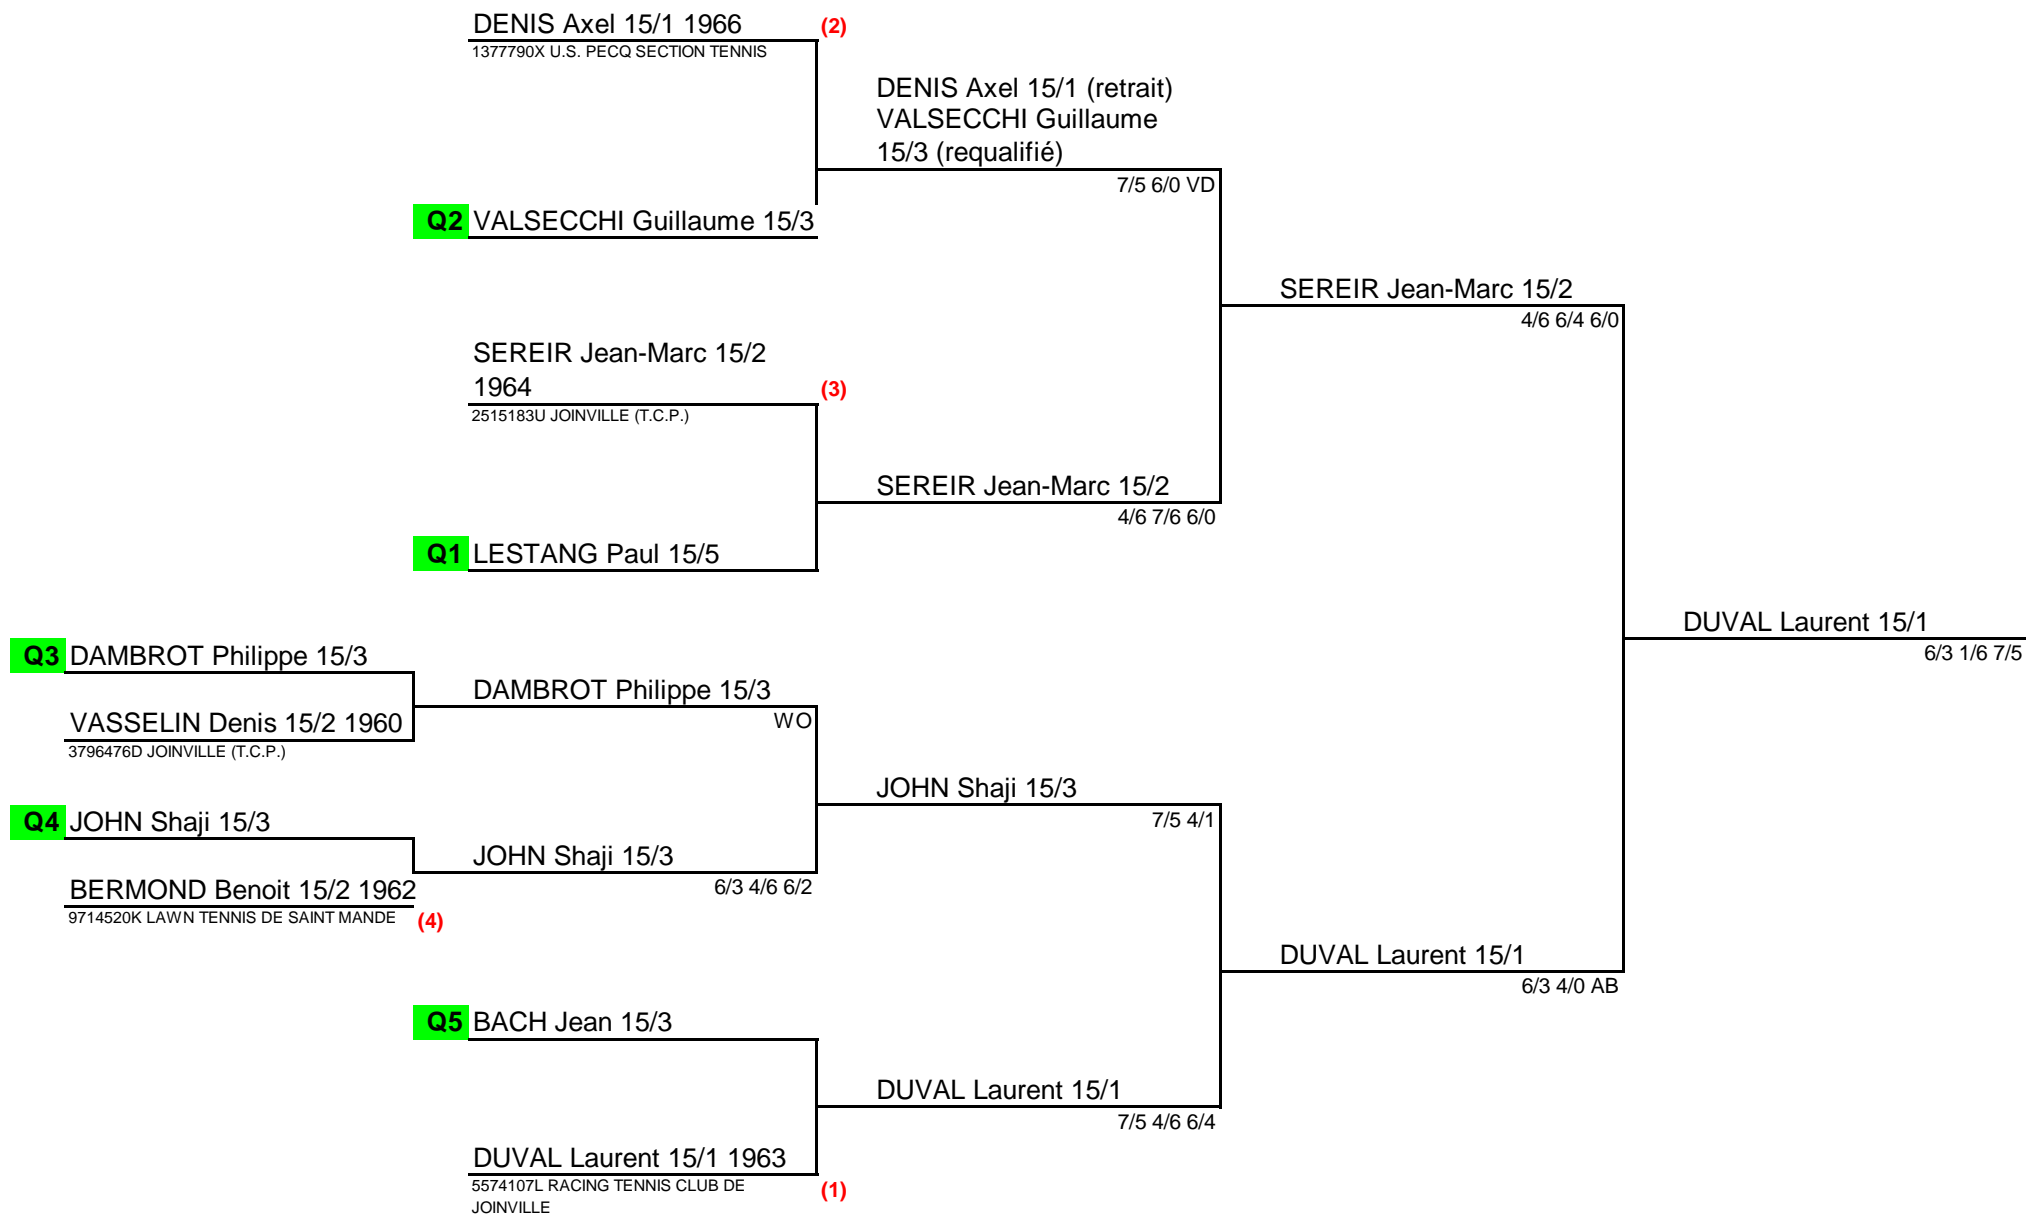 DENIS Axel 15/1 1966 (2)
1377790X U.S. PECQ SECTION TENNIS
DENIS Axel 15/1 (retrait)
VALSECCHI Guillaume
15/3 (requalifié)
7/5 6/0 VD
Q2 VALSECCHI Guillaume 15/3
SEREIR Jean-Marc 15/2
4/6 6/4 6/0
SEREIR Jean-Marc 15/2
1964 (3)
2515183U JOINVILLE (T.C.P.)
SEREIR Jean-Marc 15/2
4/6 7/6 6/0
Q1 LESTANG Paul 15/5
DUVAL Laurent 15/1
6/3 1/6 7/5
Q3 DAMBROT Philippe 15/3
DAMBROT Philippe 15/3
WO
VASSELIN Denis 15/2 1960
3796476D JOINVILLE (T.C.P.)
JOHN Shaji 15/3
7/5 4/1
Q4 JOHN Shaji 15/3
JOHN Shaji 15/3
6/3 4/6 6/2
BERMOND Benoit 15/2 1962
9714520K LAWN TENNIS DE SAINT MANDE (4)
DUVAL Laurent 15/1
6/3 4/0 AB
Q5 BACH Jean 15/3
DUVAL Laurent 15/1
7/5 4/6 6/4
DUVAL Laurent 15/1 1963
5574107L RACING TENNIS CLUB DE (1)
JOINVILLE